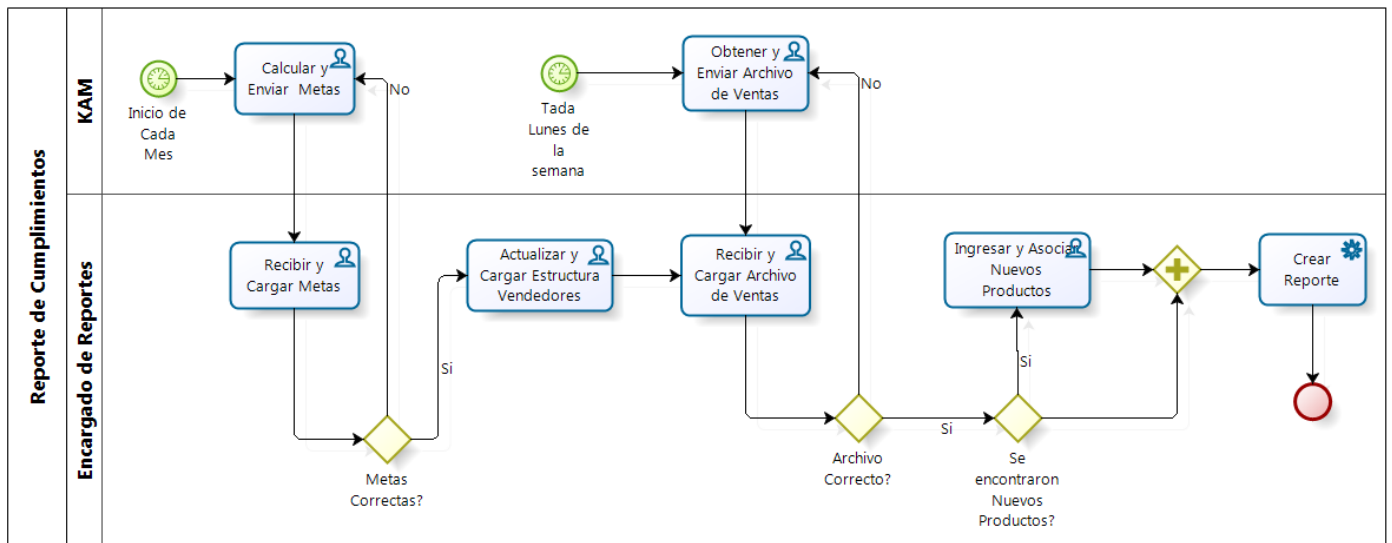 Reporte de Cumplimientos
KAM
Inicio de
Cada
Mes
Calcular y
Enviar Metas
No
Tada
Lunes de
la
semana
Obtener y
Enviar Archivo
de Ventas
No
Encargado de Reportes
Recibir y
Cargar Metas
Metas
Correctas?
Si
Actualizar y
Cargar Estructura
Vendedores
Recibir y
Cargar Archivo
de Ventas
Archivo
Correcto?
Si
Se
encontraron
Nuevos
Productos?
Si
Ingresar y Asociar
Nuevos
Productos
Crear
Reporte